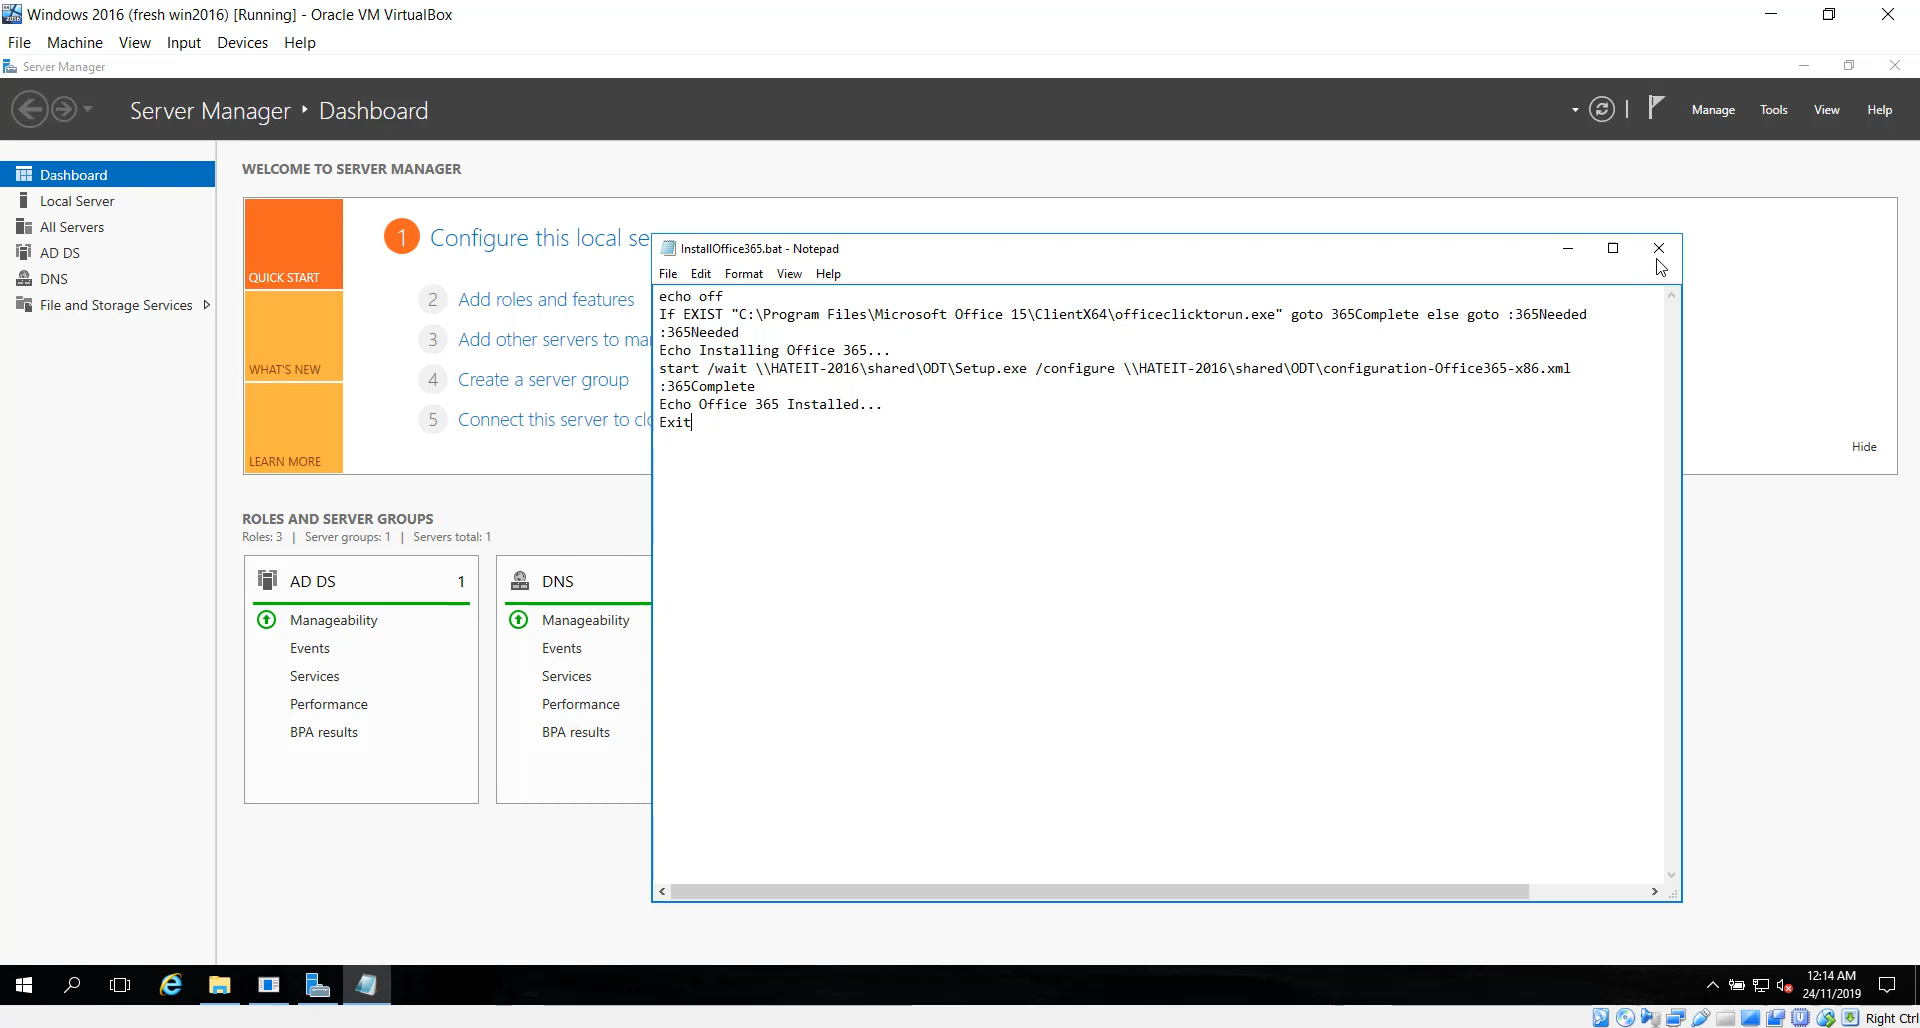 Windows 2016 (fresh win2016) [Running] - Oracle VM VirtualBox
File Machine View Input Devices Help
Server Manager
Server Manager Dashboard
Manage Tools View Help
Dashboard
Local Server
All Servers
AD DS
DNS
File and Storage Services
WELCOME TO SERVER MANAGER
QUICK START
WHAT'S NEW
LEARN MORE
1 Configure this local se
2 Add roles and features
3 Add other servers to ma
4 Create a server group
5 Connect this server to clo
Hide
InstallOffice365.bat - Notepad
File Edit Format View Help
echo off
If EXIST "C:\Program Files\Microsoft Office 15\ClientX64\officeclicktorun.exe" goto 365Complete else goto :365Needed
:365Needed
Echo Installing Office 365...
start /wait \\HATEIT-2016\shared\ODT\Setup.exe /configure \\HATEIT-2016\shared\ODT\configuration-Office365-x86.xml
:365Complete
Echo Office 365 Installed...
Exit
ROLES AND SERVER GROUPS
Roles: 3 | Server groups: 1 | Servers total: 1
AD DS 1
Manageability
Events
Services
Performance
BPA results
DNS
Manageability
Events
Services
Performance
BPA results
12:14 AM
24/11/2019
Right Ctrl